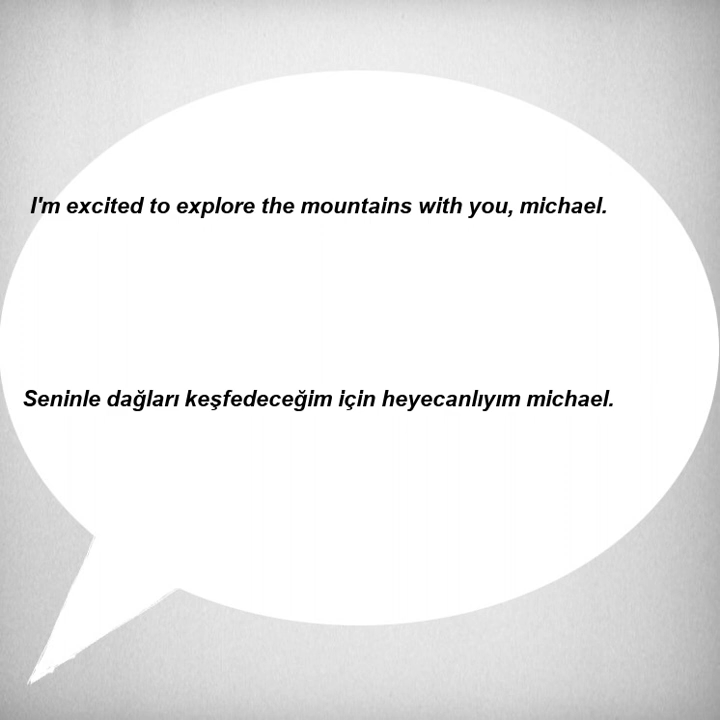 I'm excited to explore the mountains with you, michael.
Seninle dağları keşfedeceğim için heyecanlıyım michael.